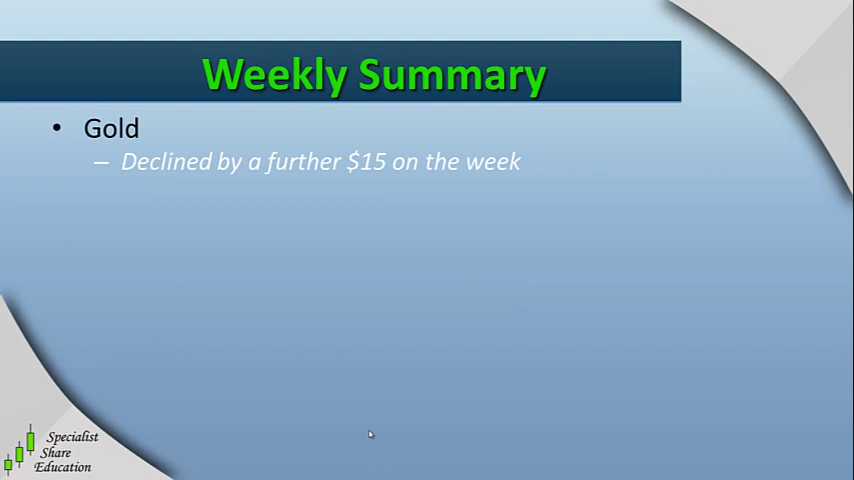 Weekly Summary
• Gold
– Declined by a further $15 on the week
Specialist
Share
Education